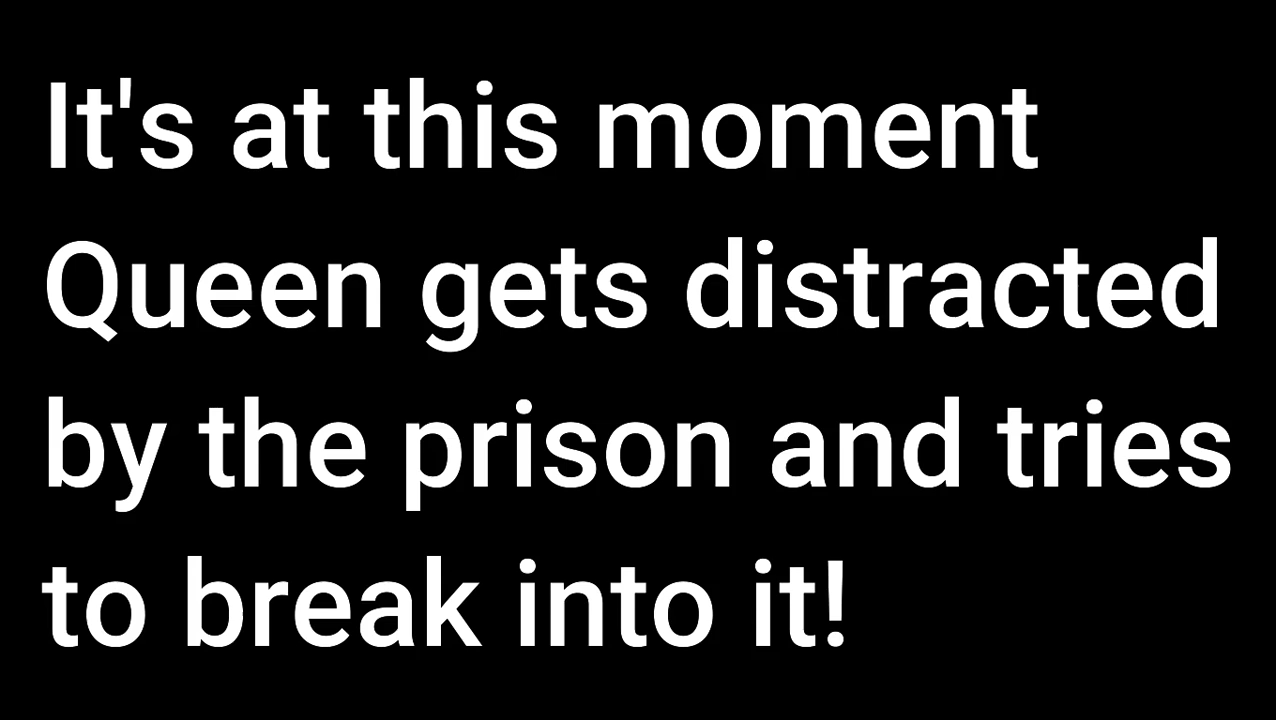 It's at this moment
Queen gets distracted
by the prison and tries
to break into it!